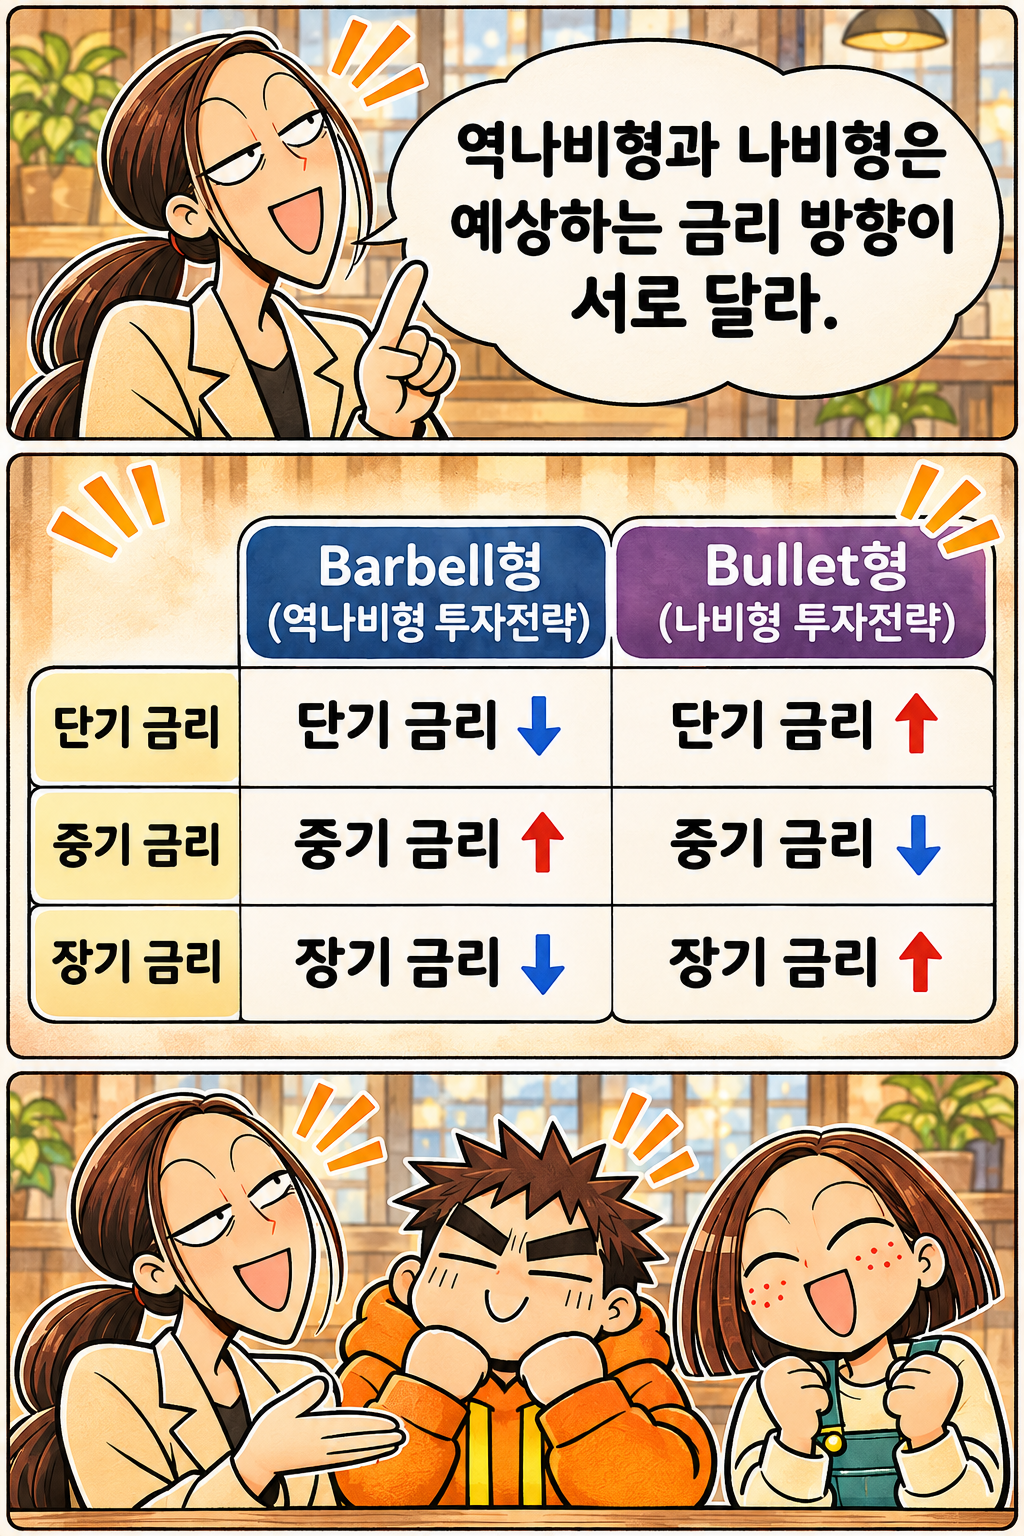 역나비형과 나비형은
예상하는 금리 방향이
서로 달라.
Barbell형
(역나비형 투자전략)
Bullet형
(나비형 투자전략)
단기 금리 단기 금리 ↓ 단기 금리 ↑
중기 금리 중기 금리 ↑ 중기 금리 ↓
장기 금리 장기 금리 ↓ 장기 금리 ↑